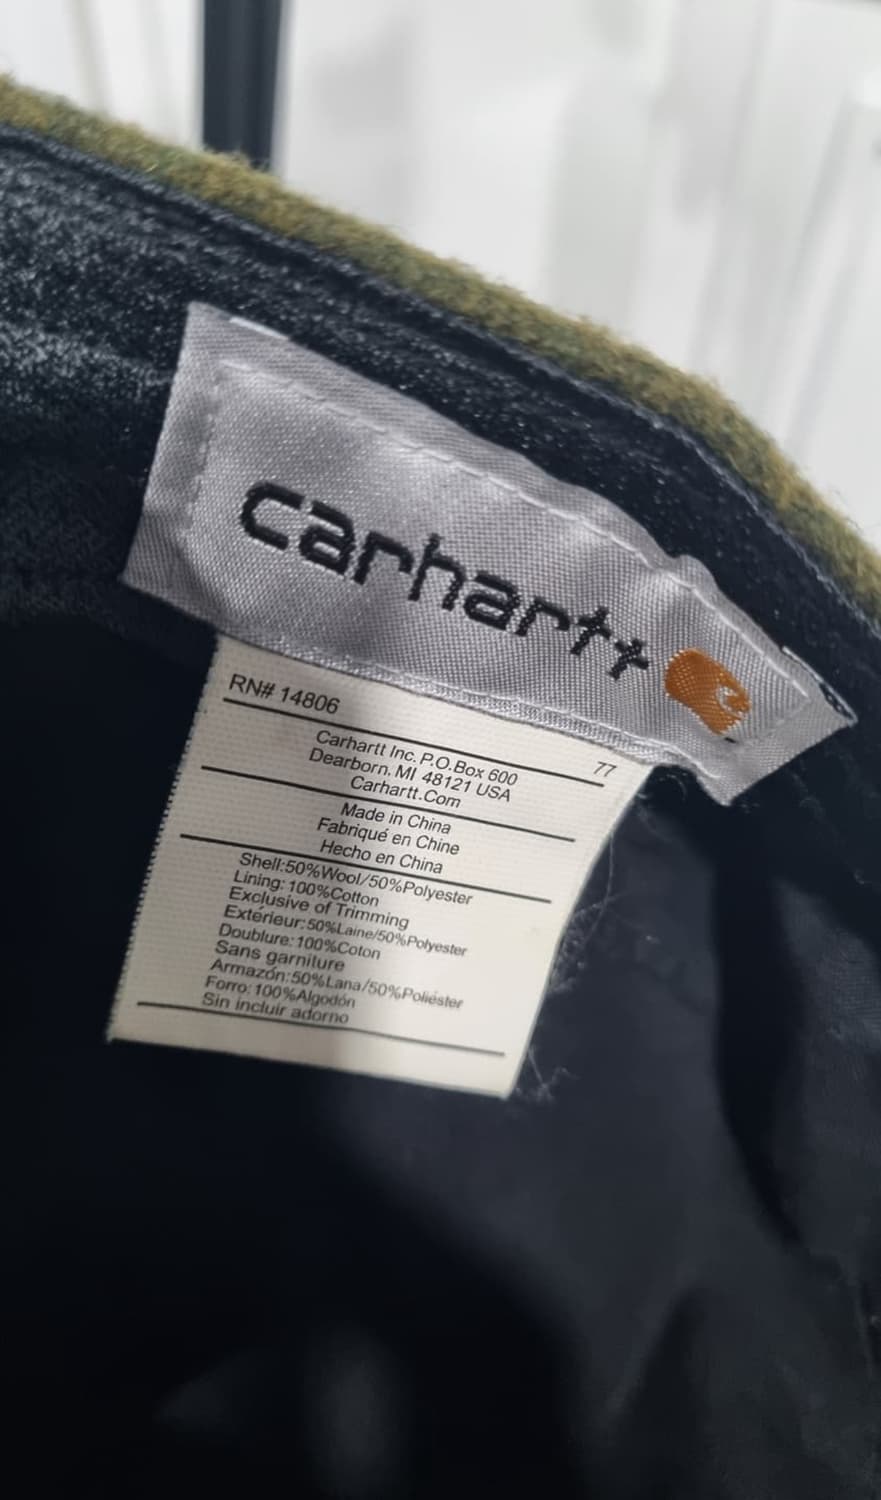 carhartt
RN# 14806
77
Carhartt Inc. P.O.Box 600
Dearborn, MI 48121 USA
Carhartt.Com
Made in China
Fabriqué en Chine
Hecho en China
Shell:50%Wool/50%Polyester
Lining: 100%Cotton
Exclusive of Trimming
Extérieur:50%Laine/50%Polyester
Doublure:100%Coton
Sans garniture
Armazón:50%Lana/50%Poliéster
Forro: 100%Algodón
Sin incluir adorno